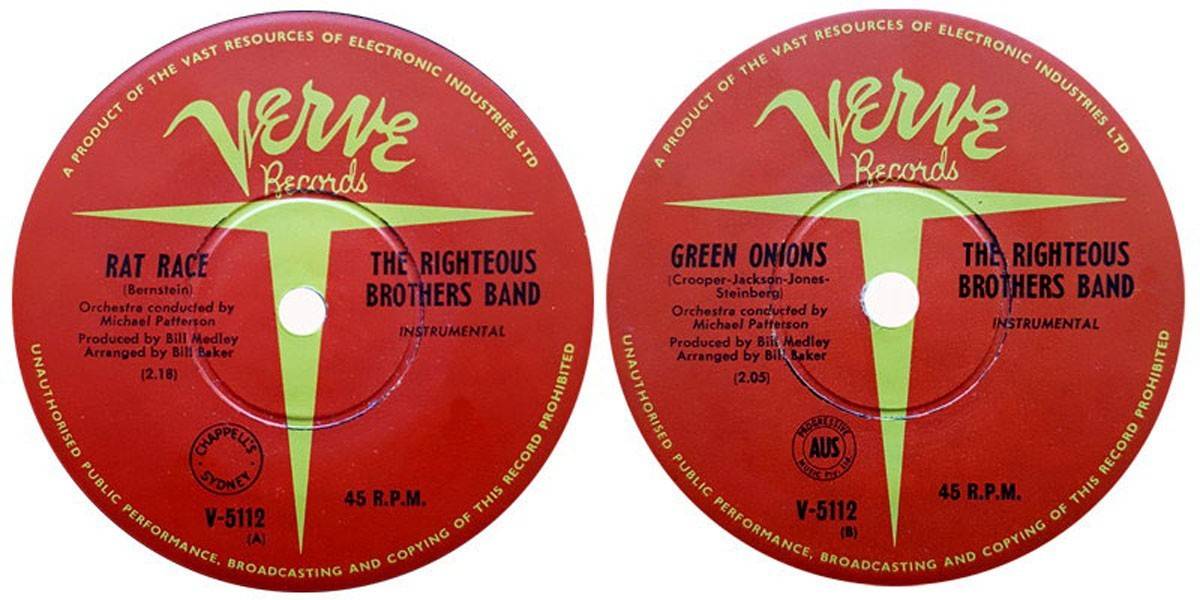 A PRODUCT OF THE VAST RESOURCES OF ELECTRONIC INDUSTRIES LTD
Verve
Records
RAT RACE
(Bernstein)
Orchestra conducted by
Michael Patterson
Produced by Bill Medley
Arranged by Bill Baker
(2.18)
THE RIGHTEOUS
BROTHERS BAND
INSTRUMENTAL
CHAPPELL'S
SYDNEY
V-5112
(A)
45 R.P.M.
UNAUTHORISED PUBLIC PERFORMANCE, BROADCASTING AND COPYING OF THIS RECORD PROHIBITED
A PRODUCT OF THE VAST RESOURCES OF ELECTRONIC INDUSTRIES LTD
Verve
Records
GREEN ONIONS
(Crooper-Jackson-Jones-
Steinberg)
Orchestra conducted by
Michael Patterson
Produced by Bill Medley
Arranged by Bill Baker
(2.05)
THE RIGHTEOUS
BROTHERS BAND
INSTRUMENTAL
PROGRESSIVE
AUS
MUSIC PTY. LTD
V-5112
(B)
45 R.P.M.
UNAUTHORISED PUBLIC PERFORMANCE, BROADCASTING AND COPYING OF THIS RECORD PROHIBITED